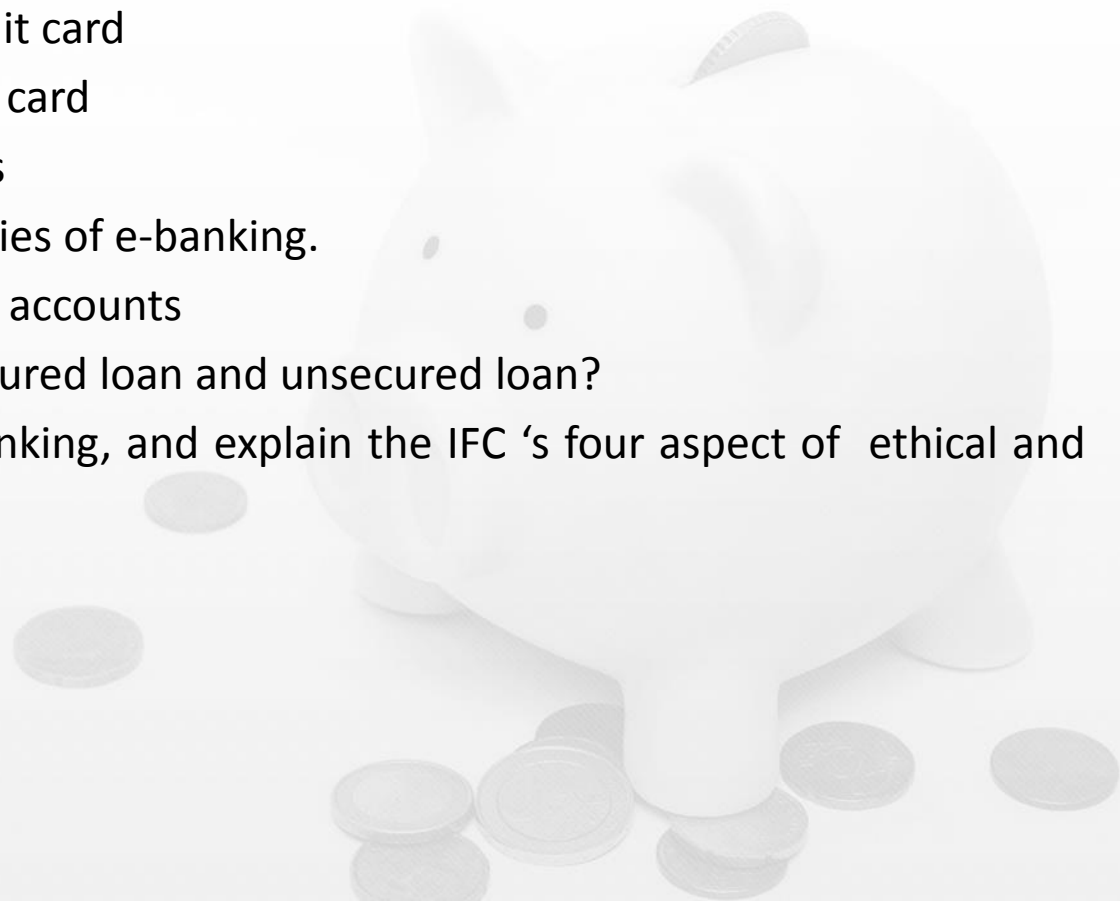 it card
card
s
ies of e-banking.
accounts
ured loan and unsecured loan?
nking, and explain the IFC ‘s four aspect of ethical and